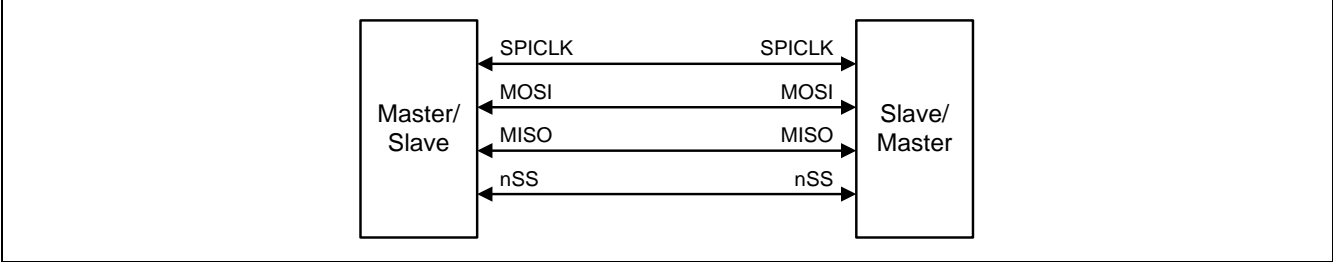 SPICLK SPICLK
MOSI MOSI
Master/
Slave
Slave/
Master
MISO MISO
nSS nSS